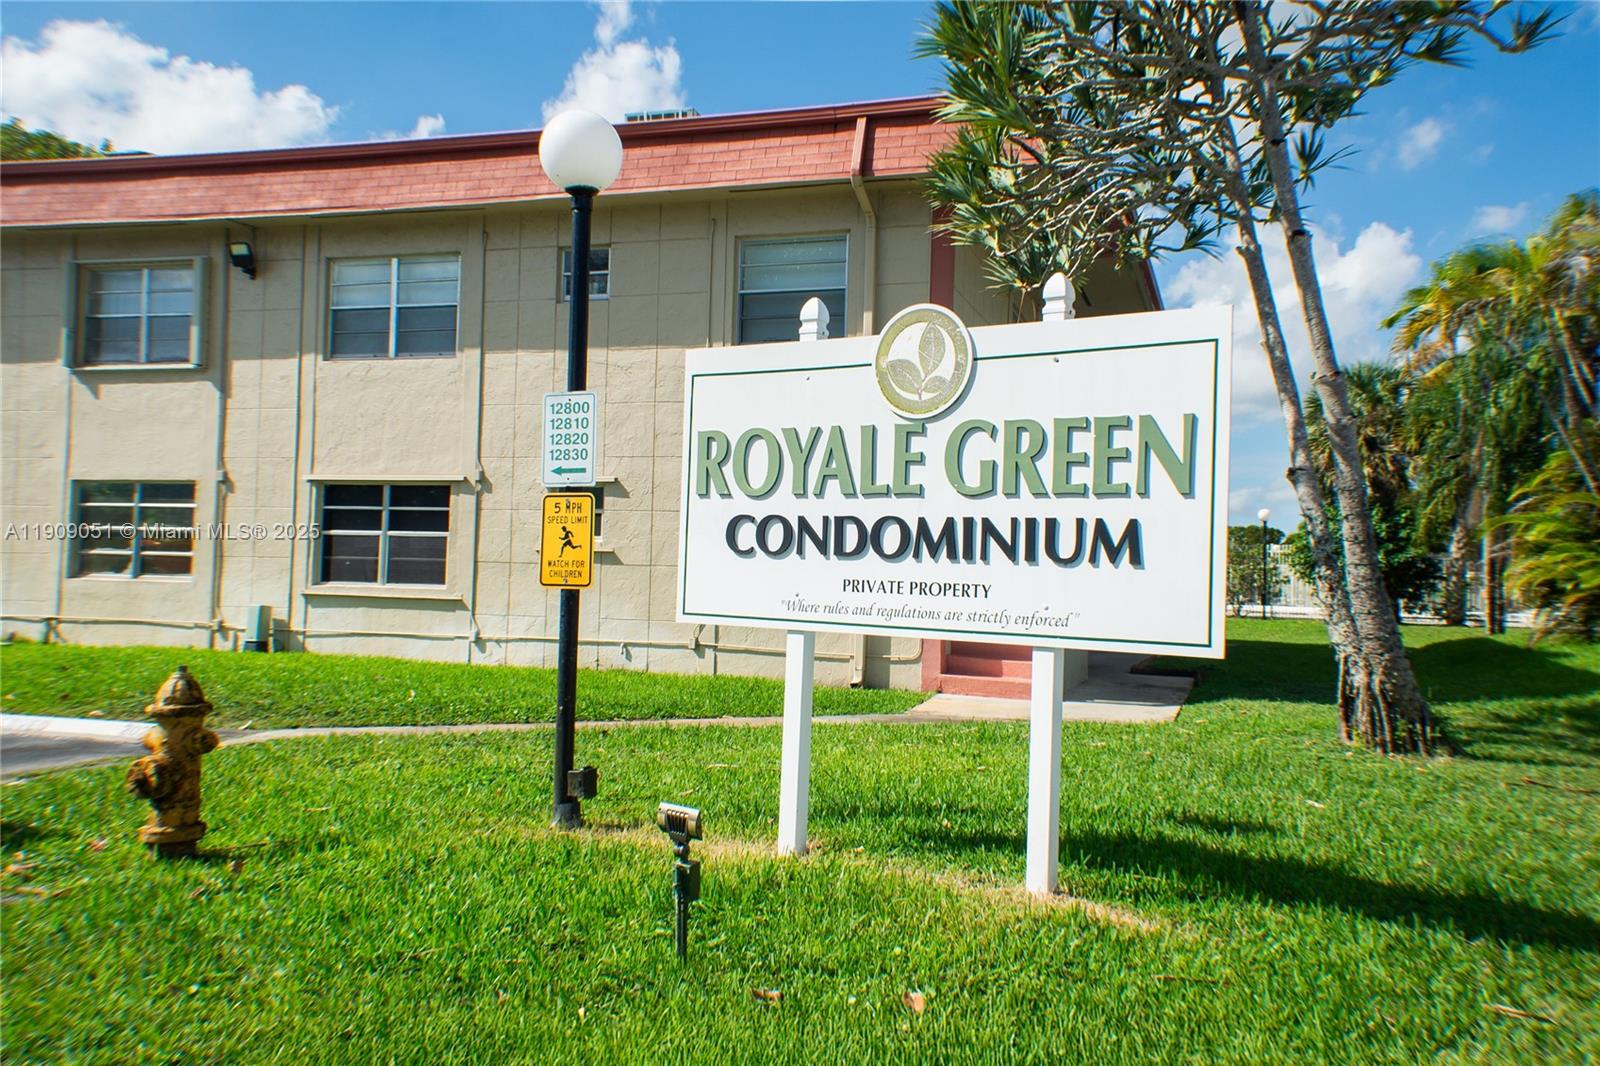 12800
12810
12820
12830
5 MPH
SPEED LIMIT
WATCH FOR
CHILDREN
ROYALE GREEN
CONDOMINIUM
PRIVATE PROPERTY
"Where rules and regulations are strictly enforced"
A11909051 © Miami MLS® 2025